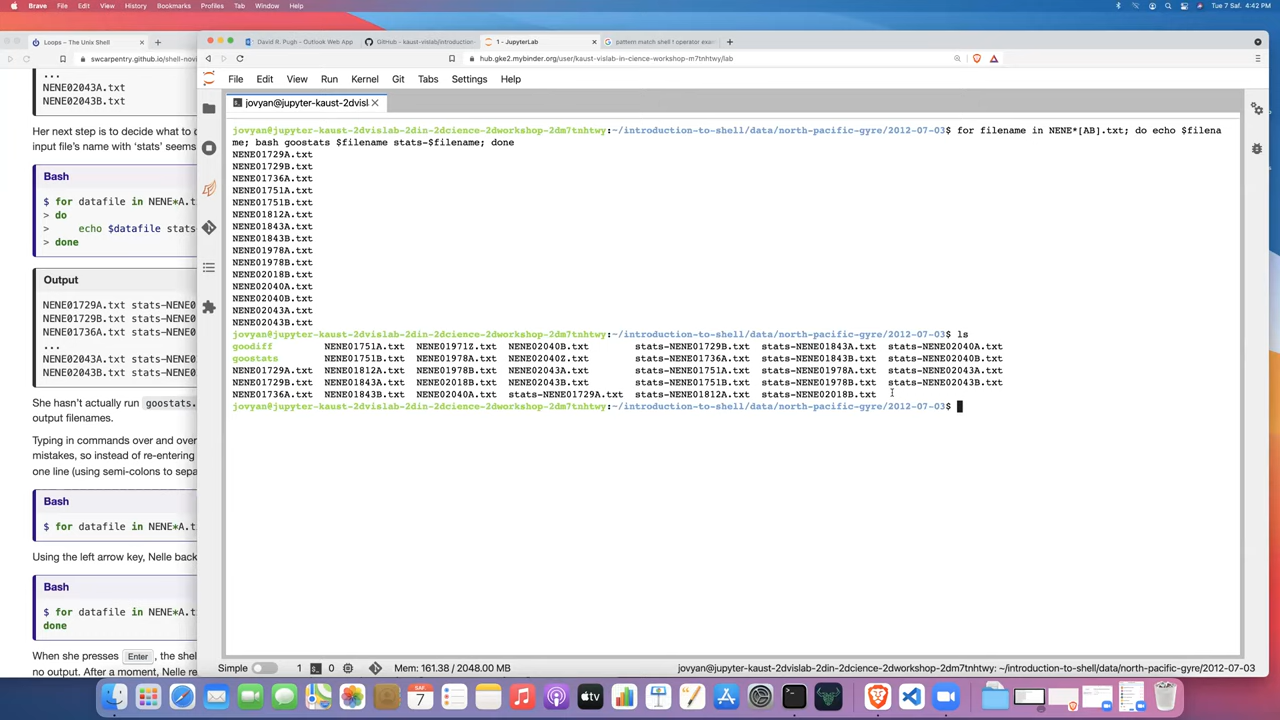 Brave File Edit View History Bookmarks Profiles Tab Window Help Tue 7 Saf. 4:42 PM
Loops – The Unix Shell
David R. Pugh – Outlook Web App
GitHub - kaust-vislab/introduction
1 - JupyterLab
pattern match shell ! operator exa
swcarpentry.github.io/shell-nov
hub.gke2.mybinder.org/user/kaust-vislab-in-cience-workshop-m7tnhtwy/lab
File Edit View Run Kernel Git Tabs Settings Help
jovyan@jupyter-kaust-2dvisl
...
NENE02043A.txt
NENE02043B.txt
Her next step is to decide what to
input file's name with ‘stats’ seems
Bash
$ for datafile in NENE*A.t
> do
> echo $datafile stats
> done
Output
NENE01729A.txt stats-NENE0
NENE01729B.txt stats-NENE0
NENE01736A.txt stats-NENE0
...
NENE02043A.txt stats-NENE0
NENE02043B.txt stats-NENE0
She hasn't actually run goostats.
output filenames.
Typing in commands over and over
mistakes, so instead of re-entering
one line (using semi-colons to sepa
Bash
$ for datafile in NENE*A.t
Using the left arrow key, Nelle back
Bash
$ for datafile in NENE*A.t
done
When she presses Enter, the shel
no output. After a moment, Nelle re
jovyan@jupyter-kaust-2dvislab-2din-2dcience-2dworkshop-2dm7tnhtwy:~/introduction-to-shell/data/north-pacific-gyre/2012-07-03$ for filename in NENE*[AB].txt; do echo $filena
me; bash goostats $filename stats-$filename; done
NENE01729A.txt
NENE01729B.txt
NENE01736A.txt
NENE01751A.txt
NENE01751B.txt
NENE01812A.txt
NENE01843A.txt
NENE01843B.txt
NENE01978A.txt
NENE01978B.txt
NENE02018B.txt
NENE02040A.txt
NENE02040B.txt
NENE02043A.txt
NENE02043B.txt
jovyan@jupyter-kaust-2dvislab-2din-2dcience-2dworkshop-2dm7tnhtwy:~/introduction-to-shell/data/north-pacific-gyre/2012-07-03$ ls
goodiff NENE01751A.txt NENE01971Z.txt NENE02040B.txt stats-NENE01729B.txt stats-NENE01843A.txt stats-NENE02040A.txt
goostats NENE01751B.txt NENE01978A.txt NENE02040Z.txt stats-NENE01736A.txt stats-NENE01843B.txt stats-NENE02040B.txt
NENE01729A.txt NENE01812A.txt NENE01978B.txt NENE02043A.txt stats-NENE01751A.txt stats-NENE01978A.txt stats-NENE02043A.txt
NENE01729B.txt NENE01843A.txt NENE02018B.txt NENE02043B.txt stats-NENE01751B.txt stats-NENE01978B.txt stats-NENE02043B.txt
NENE01736A.txt NENE01843B.txt NENE02040A.txt stats-NENE01729A.txt stats-NENE01812A.txt stats-NENE02018B.txt
jovyan@jupyter-kaust-2dvislab-2din-2dcience-2dworkshop-2dm7tnhtwy:~/introduction-to-shell/data/north-pacific-gyre/2012-07-03$
Simple 1 0 Mem: 161.38 / 2048.00 MB jovyan@jupyter-kaust-2dvislab-2din-2dcience-2dworkshop-2dm7tnhtwy: ~/introduction-to-shell/data/north-pacific-gyre/2012-07-03
SAF.
7
tv